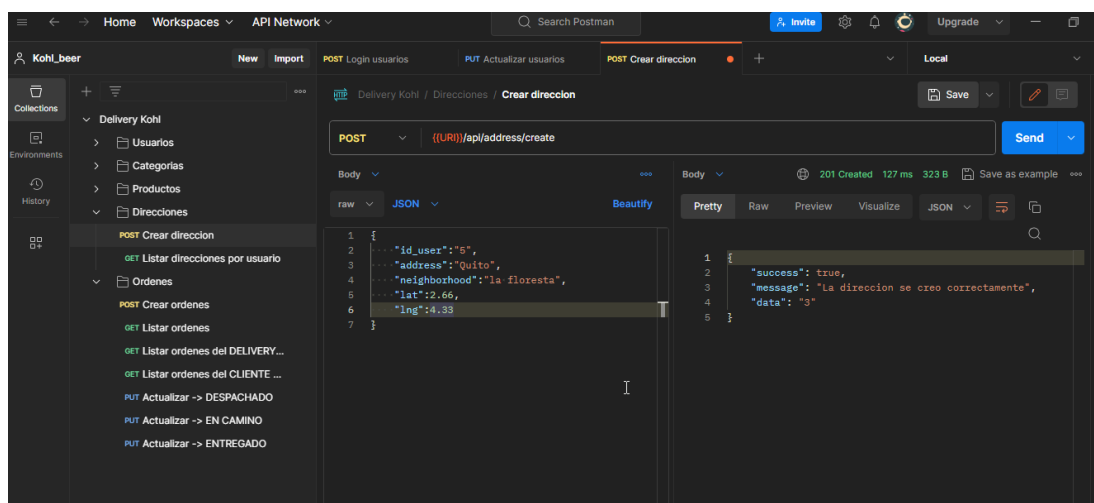 Home Workspaces API Network Search Postman Invite Upgrade
Kohl_beer New Import POST Login usuarios PUT Actualizar usuarios POST Crear direccion Local
Collections
Environments
History
Delivery Kohl
Usuarios
Categorias
Productos
Direcciones
POST Crear direccion
GET Listar direcciones por usuario
Ordenes
POST Crear ordenes
GET Listar ordenes
GET Listar ordenes del DELIVERY...
GET Listar ordenes del CLIENTE ...
PUT Actualizar -> DESPACHADO
PUT Actualizar -> EN CAMINO
PUT Actualizar -> ENTREGADO
HTTP Delivery Kohl / Direcciones / Crear direccion Save
POST {{URI}}/api/address/create Send
Body
raw JSON Beautify
1 {
2 "id_user":"5",
3 "address":"Quito",
4 "neighborhood":"la floresta",
5 "lat":2.66,
6 "lng":4.33
7 }
Body 201 Created 127 ms 323 B Save as example
Pretty Raw Preview Visualize JSON
1 {
2 "success": true,
3 "message": "La direccion se creo correctamente",
4 "data": "3"
5 }